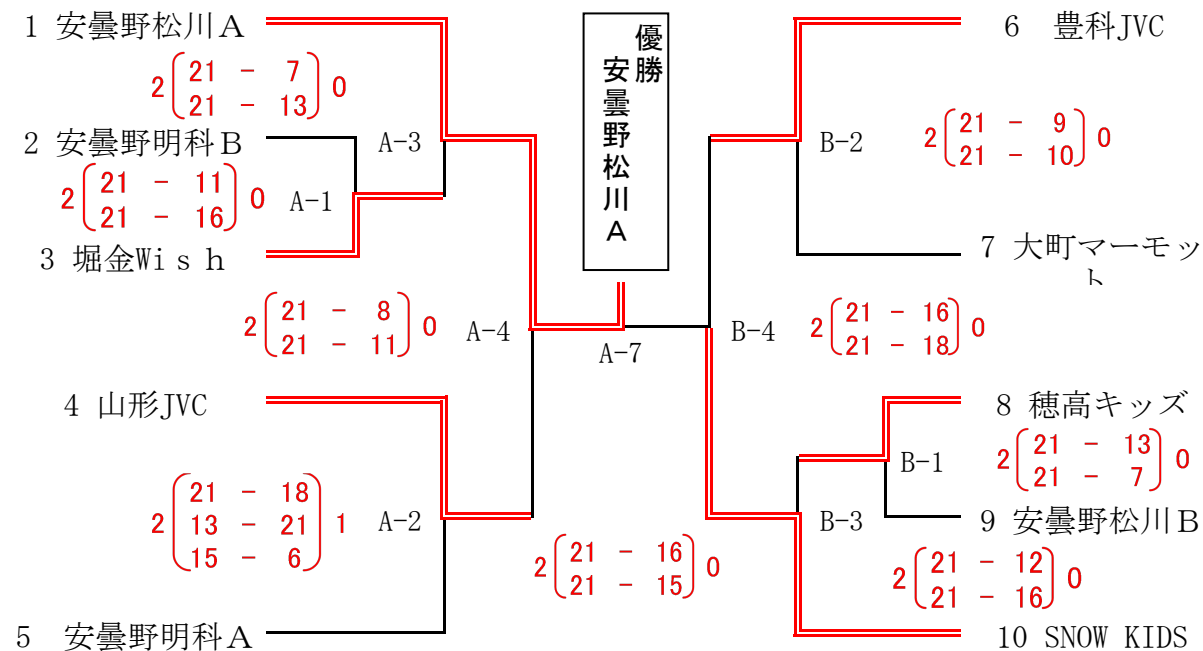 1 安曇野松川A
2 21 - 7 0
21 - 13
2 安曇野明科B
A-3
2 21 - 11 0
21 - 16
A-1
3 堀金Wish
2 21 - 8 0
21 - 11
A-4
4 山形JVC
2 21 - 18 1
13 - 21
15 - 6
A-2
5 安曇野明科A
優勝
安曇野松川A
A-7
2 21 - 16 0
21 - 15
6 豊科JVC
B-2
2 21 - 9 0
21 - 10
7 大町マーモッ
ト
B-4
2 21 - 16 0
21 - 18
8 穂高キッズ
B-1
2 21 - 13 0
21 - 7
9 安曇野松川B
B-3
2 21 - 12 0
21 - 16
10 SNOW KIDS